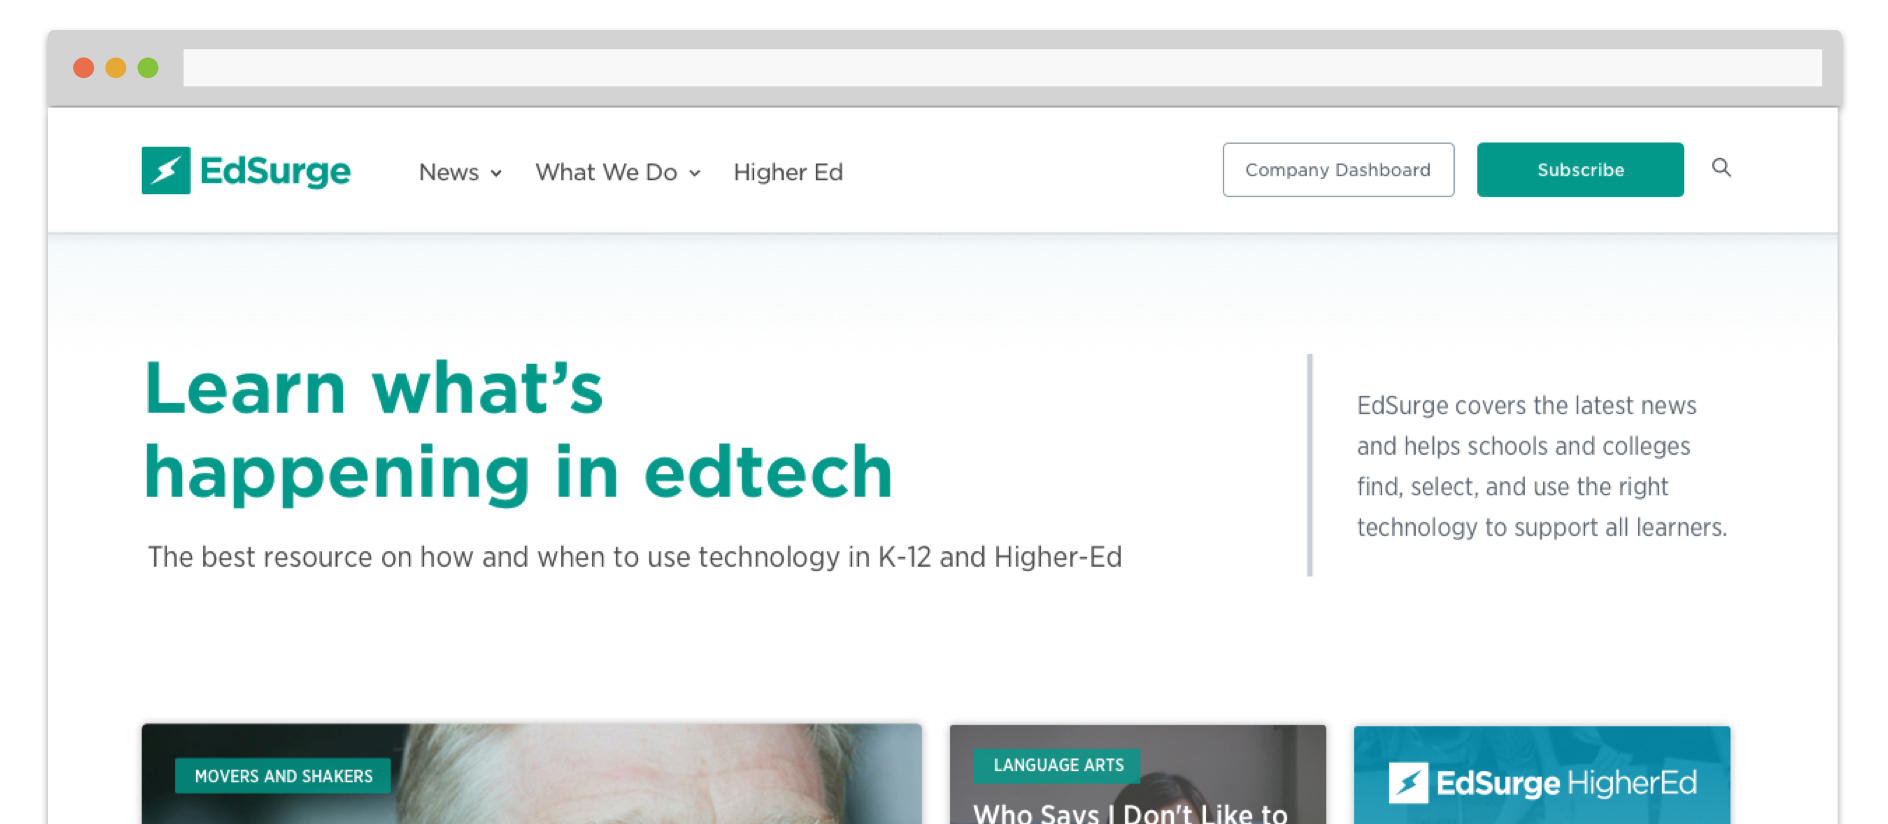 EdSurge
News
What We Do
Higher Ed
Company Dashboard
Subscribe
Learn what's
happening in edtech
The best resource on how and when to use technology in K-12 and Higher-Ed
EdSurge covers the latest news
and helps schools and colleges
find, select, and use the right
technology to support all learners.
MOVERS AND SHAKERS
LANGUAGE ARTS
Who Says I Don't Like to
EdSurge HigherEd